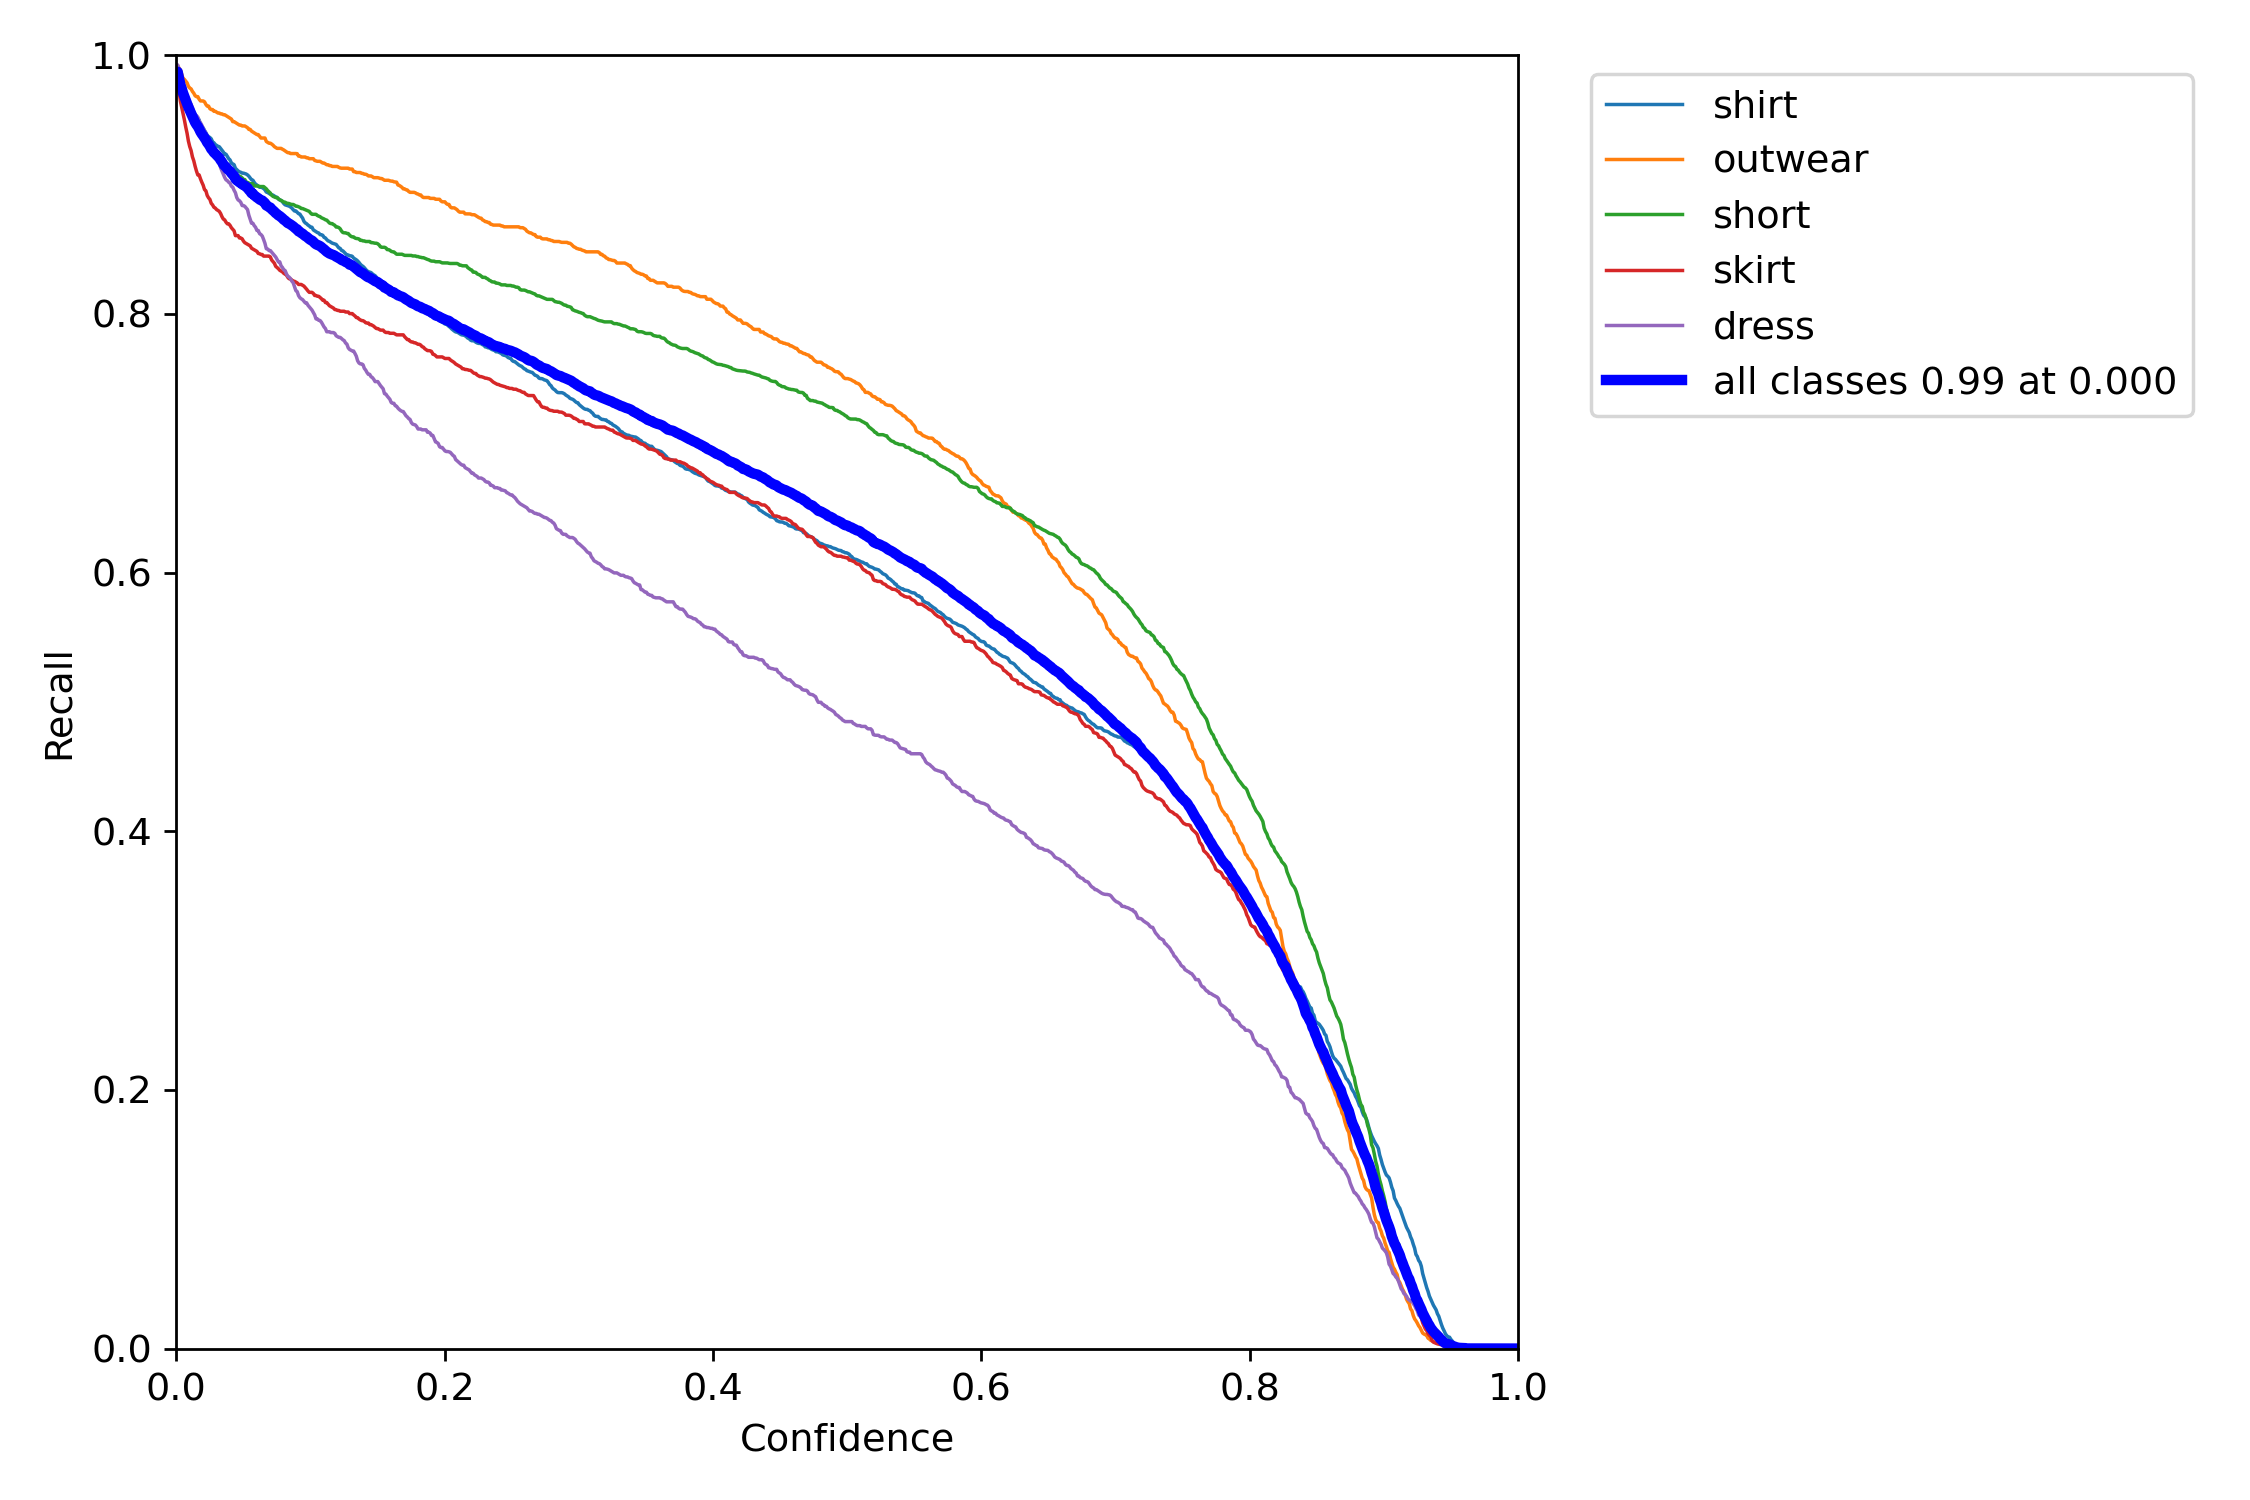 1.0
0.8
0.6
0.4
0.2
0.0
Recall
0.0 0.2 0.4 0.6 0.8 1.0
Confidence
shirt
outwear
short
skirt
dress
all classes 0.99 at 0.000